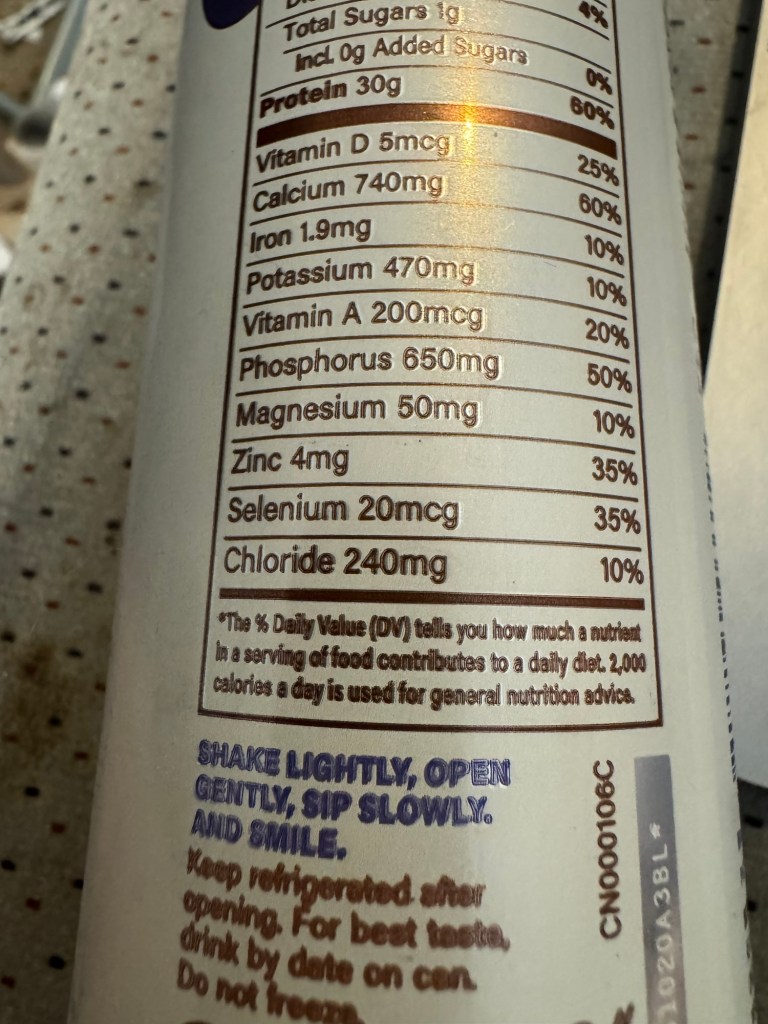 4%
Total Sugars 1g
Incl. 0g Added Sugars 0%
Protein 30g 60%
Vitamin D 5mcg 25%
Calcium 740mg 60%
Iron 1.9mg 10%
Potassium 470mg 10%
Vitamin A 200mcg 20%
Phosphorus 650mg 50%
Magnesium 50mg 10%
Zinc 4mg 35%
Selenium 20mcg 35%
Chloride 240mg 10%
*The % Daily Value (DV) tells you how much a nutrient
in a serving of food contributes to a daily diet. 2,000
calories a day is used for general nutrition advice.
SHAKE LIGHTLY, OPEN
GENTLY, SIP SLOWLY.
AND SMILE.
Keep refrigerated after
opening. For best taste,
drink by date on can.
Do not freeze.
CN000106C
1020A3BL*